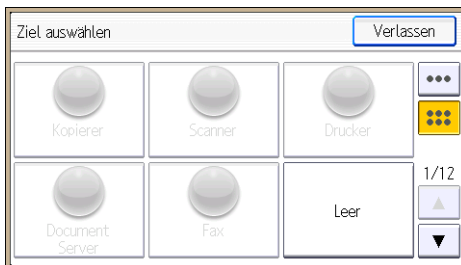 Ziel auswählen
Verlassen
Kopierer
Scanner
Drucker
1/12
Document
Server
Fax
Leer